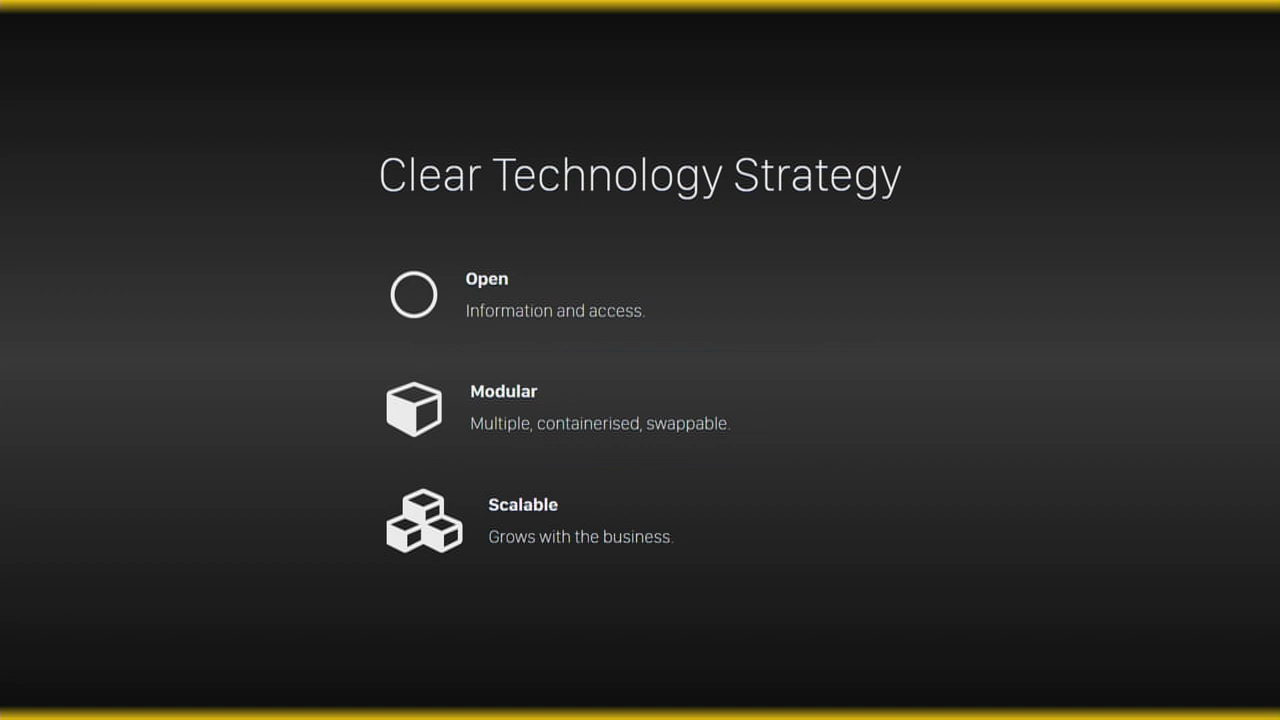 Clear Technology Strategy
Open
Information and access.
Modular
Multiple, containerised, swappable.
Scalable
Grows with the business.